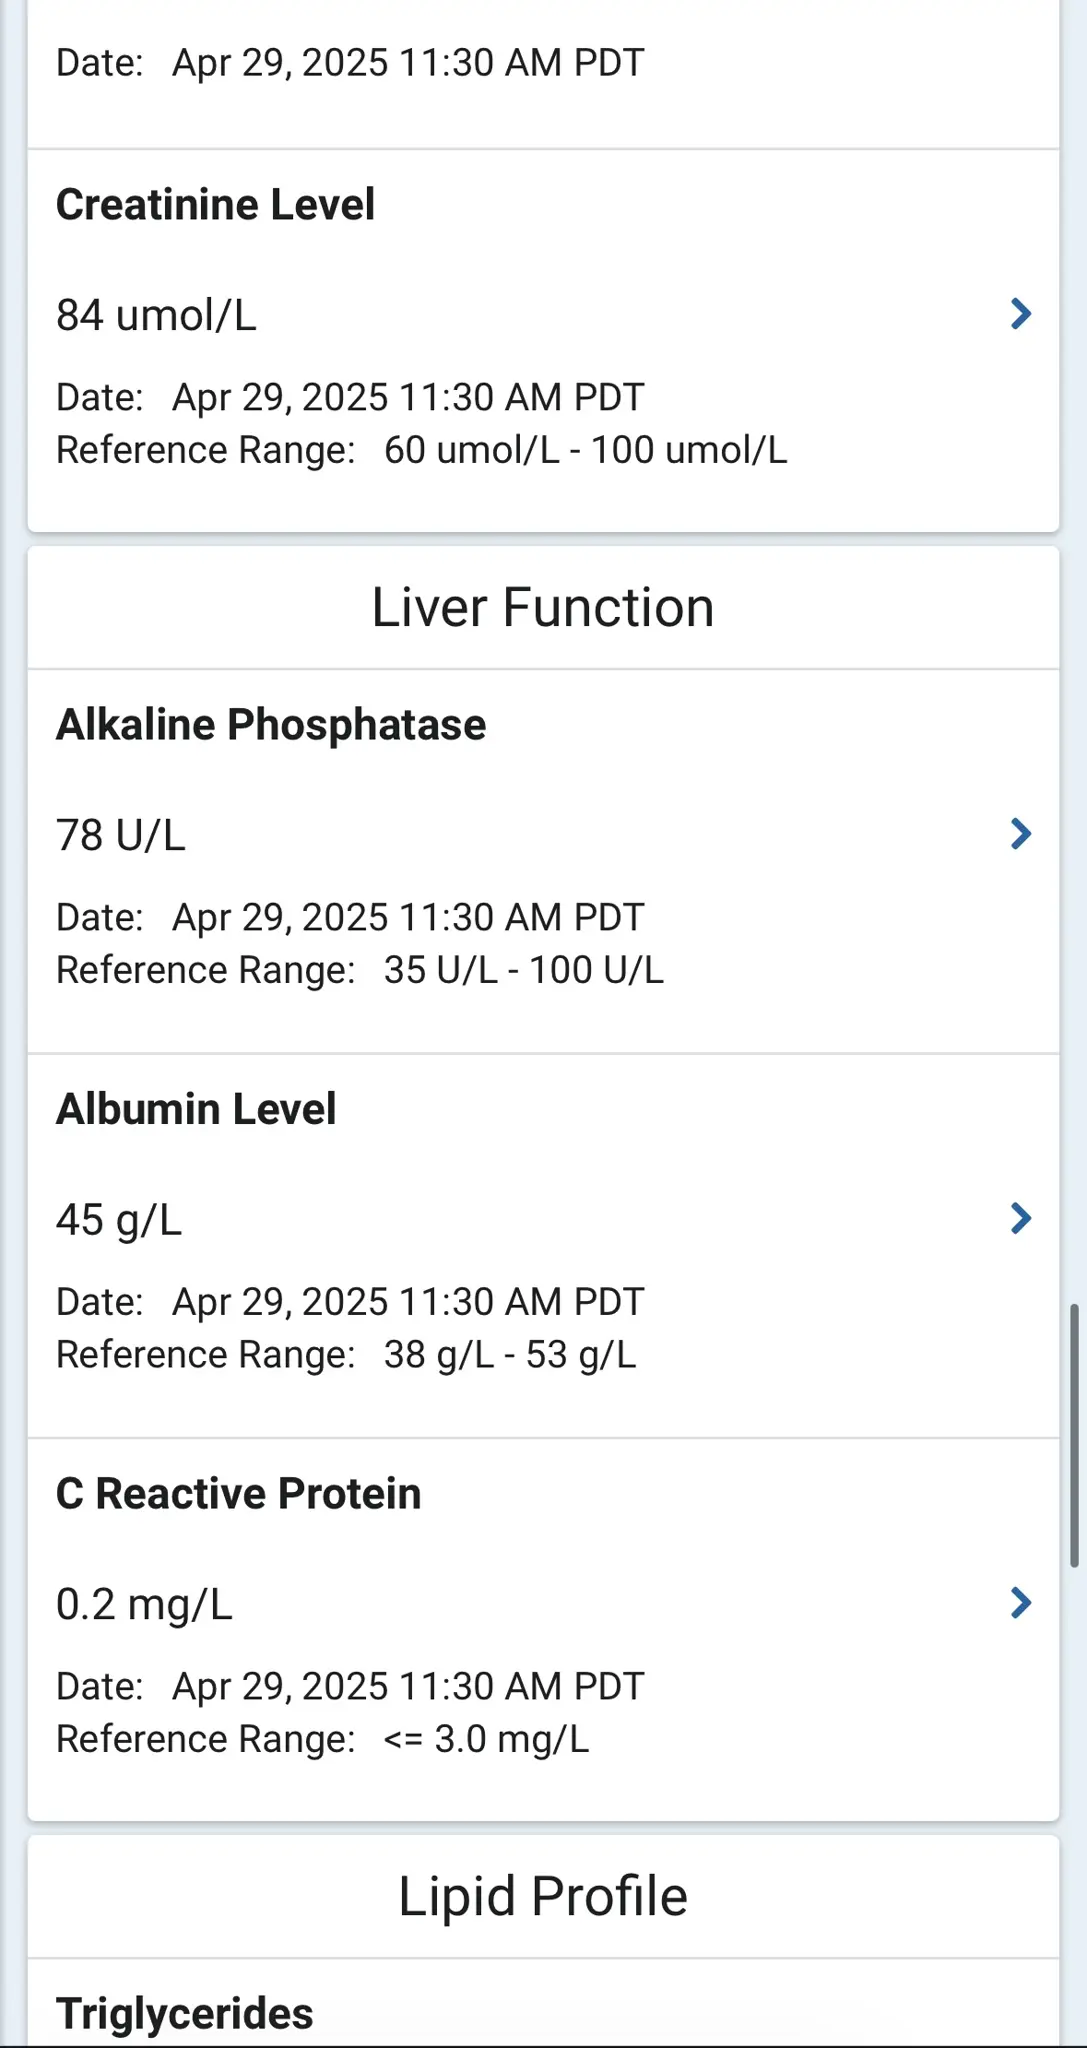 Date: Apr 29, 2025 11:30 AM PDT
Creatinine Level
84 umol/L
Date: Apr 29, 2025 11:30 AM PDT
Reference Range: 60 umol/L - 100 umol/L
Liver Function
Alkaline Phosphatase
78 U/L
Date: Apr 29, 2025 11:30 AM PDT
Reference Range: 35 U/L - 100 U/L
Albumin Level
45 g/L
Date: Apr 29, 2025 11:30 AM PDT
Reference Range: 38 g/L - 53 g/L
C Reactive Protein
0.2 mg/L
Date: Apr 29, 2025 11:30 AM PDT
Reference Range: <= 3.0 mg/L
Lipid Profile
Triglycerides